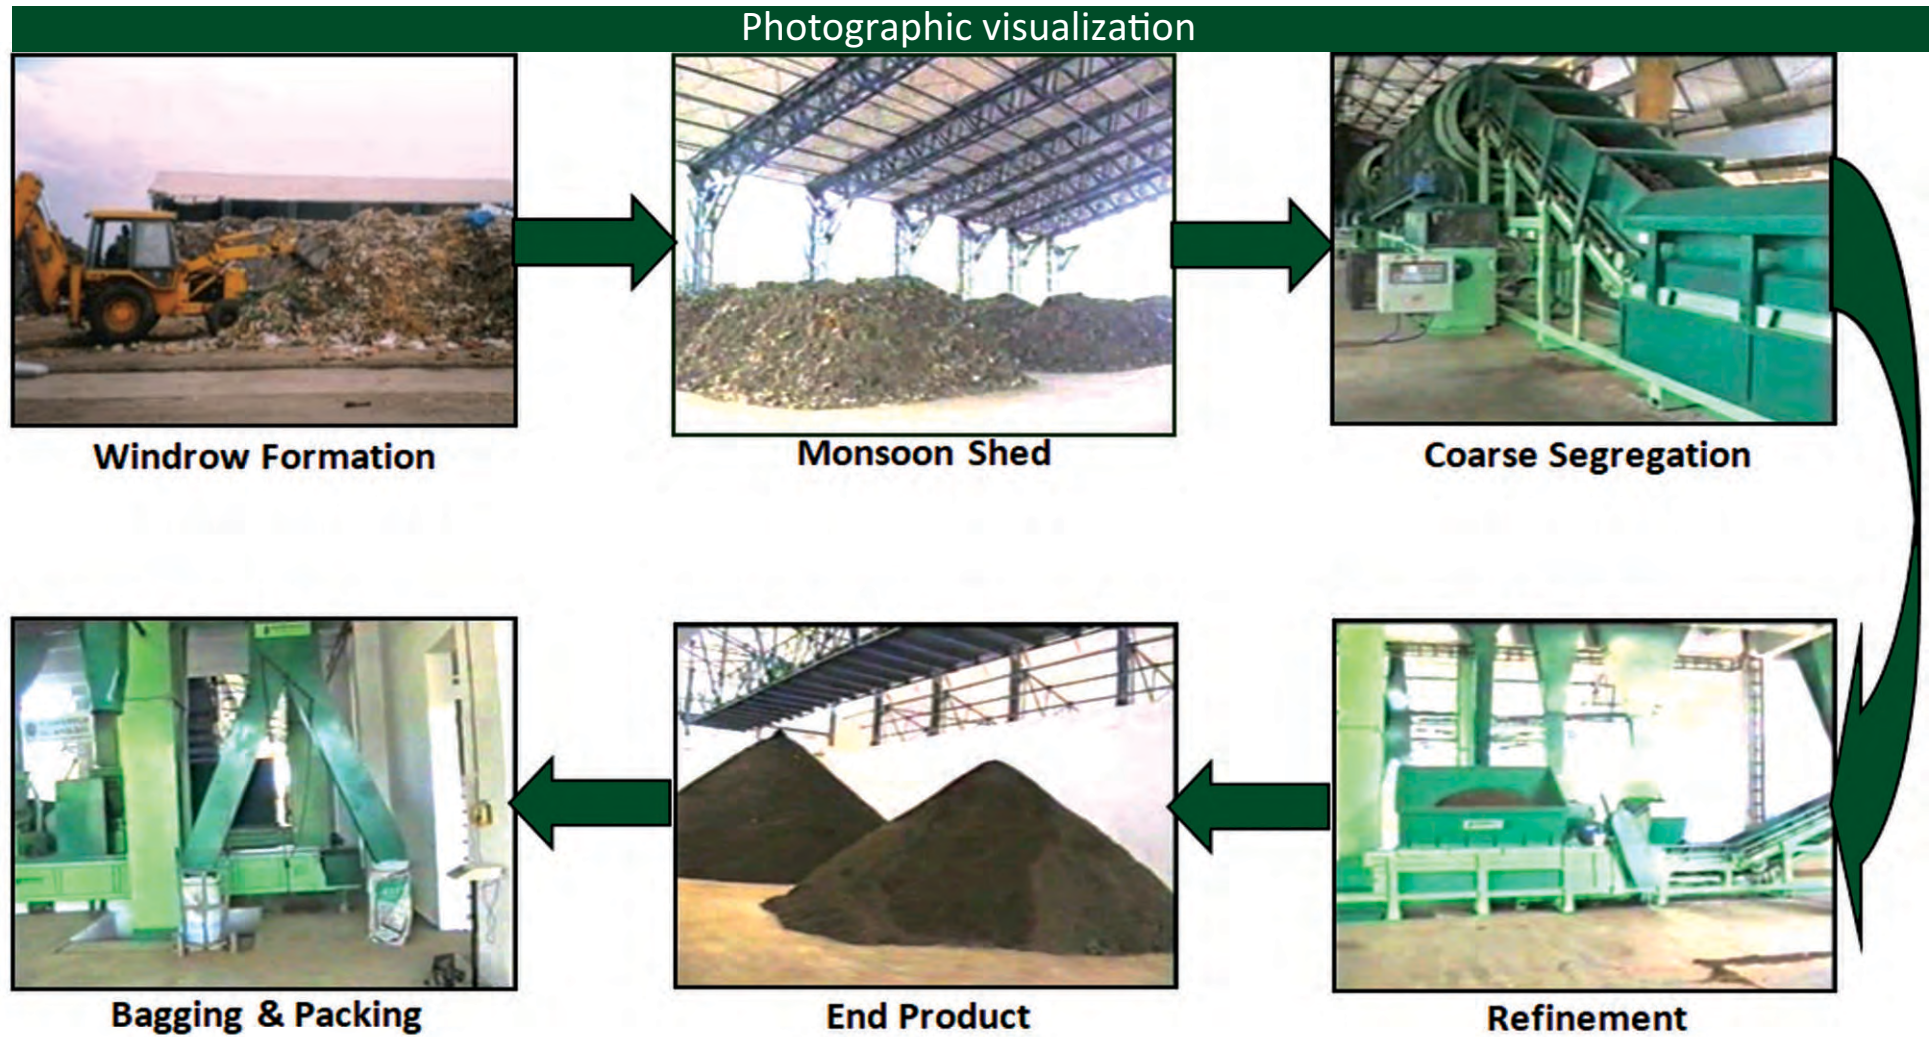 Photographic visualization
Windrow Formation
Monsoon Shed
Coarse Segregation
Bagging & Packing
End Product
Refinement